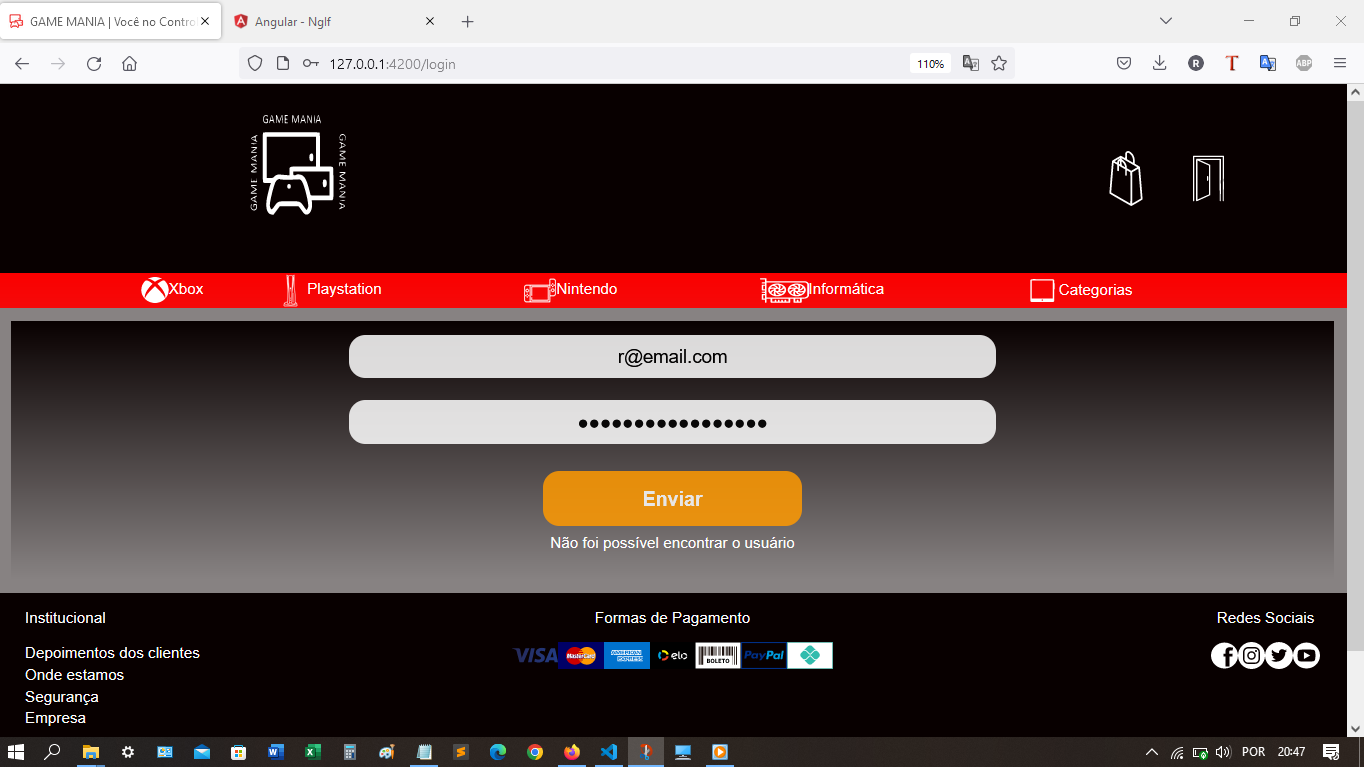 GAME MANIA | Você no Contro
Angular - NgIf
127.0.0.1:4200/login
110%
R
T
ABP
GAME MANIA
GAME MANIA
GAME MANIA
Xbox
Playstation
Nintendo
Informática
Categorias
r@email.com
●●●●●●●●●●●●●●●●●
Enviar
Não foi possível encontrar o usuário
Institucional
Formas de Pagamento
Redes Sociais
Depoimentos dos clientes
VISA
MasterCard
AMERICAN EXPRESS
elo
BOLETO
PayPal
Onde estamos
Segurança
Empresa
POR
20:47